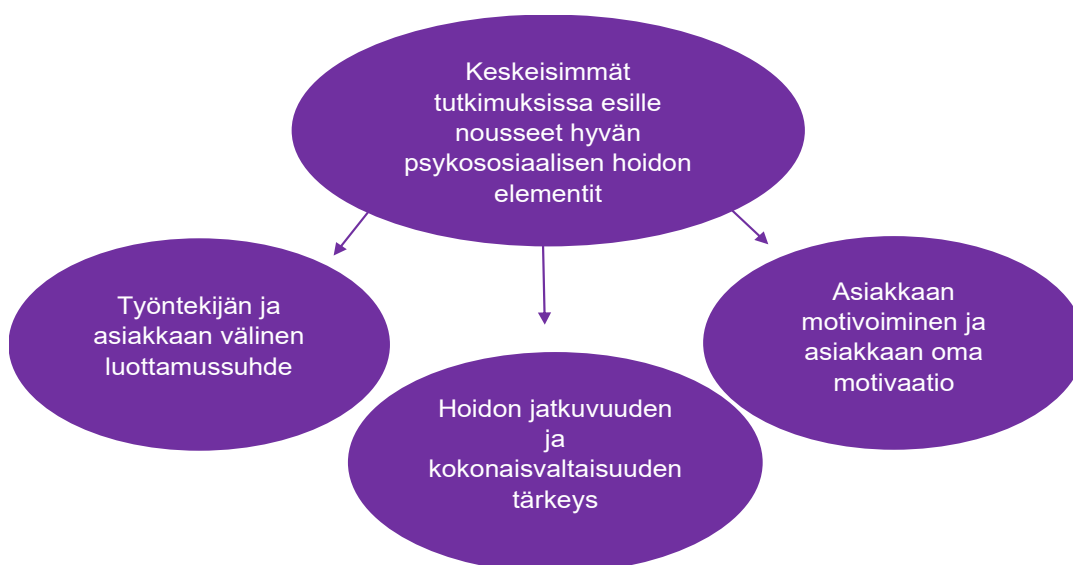 Keskeisimmät
tutkimuksissa esille
nousseet hyvän
psykososiaalisen hoidon
elementit
Työntekijän ja
asiakkaan välinen
luottamussuhde
Hoidon jatkuvuuden
ja
kokonaisvaltaisuuden
tärkeys
Asiakkaan
motivoiminen ja
asiakkaan oma
motivaatio